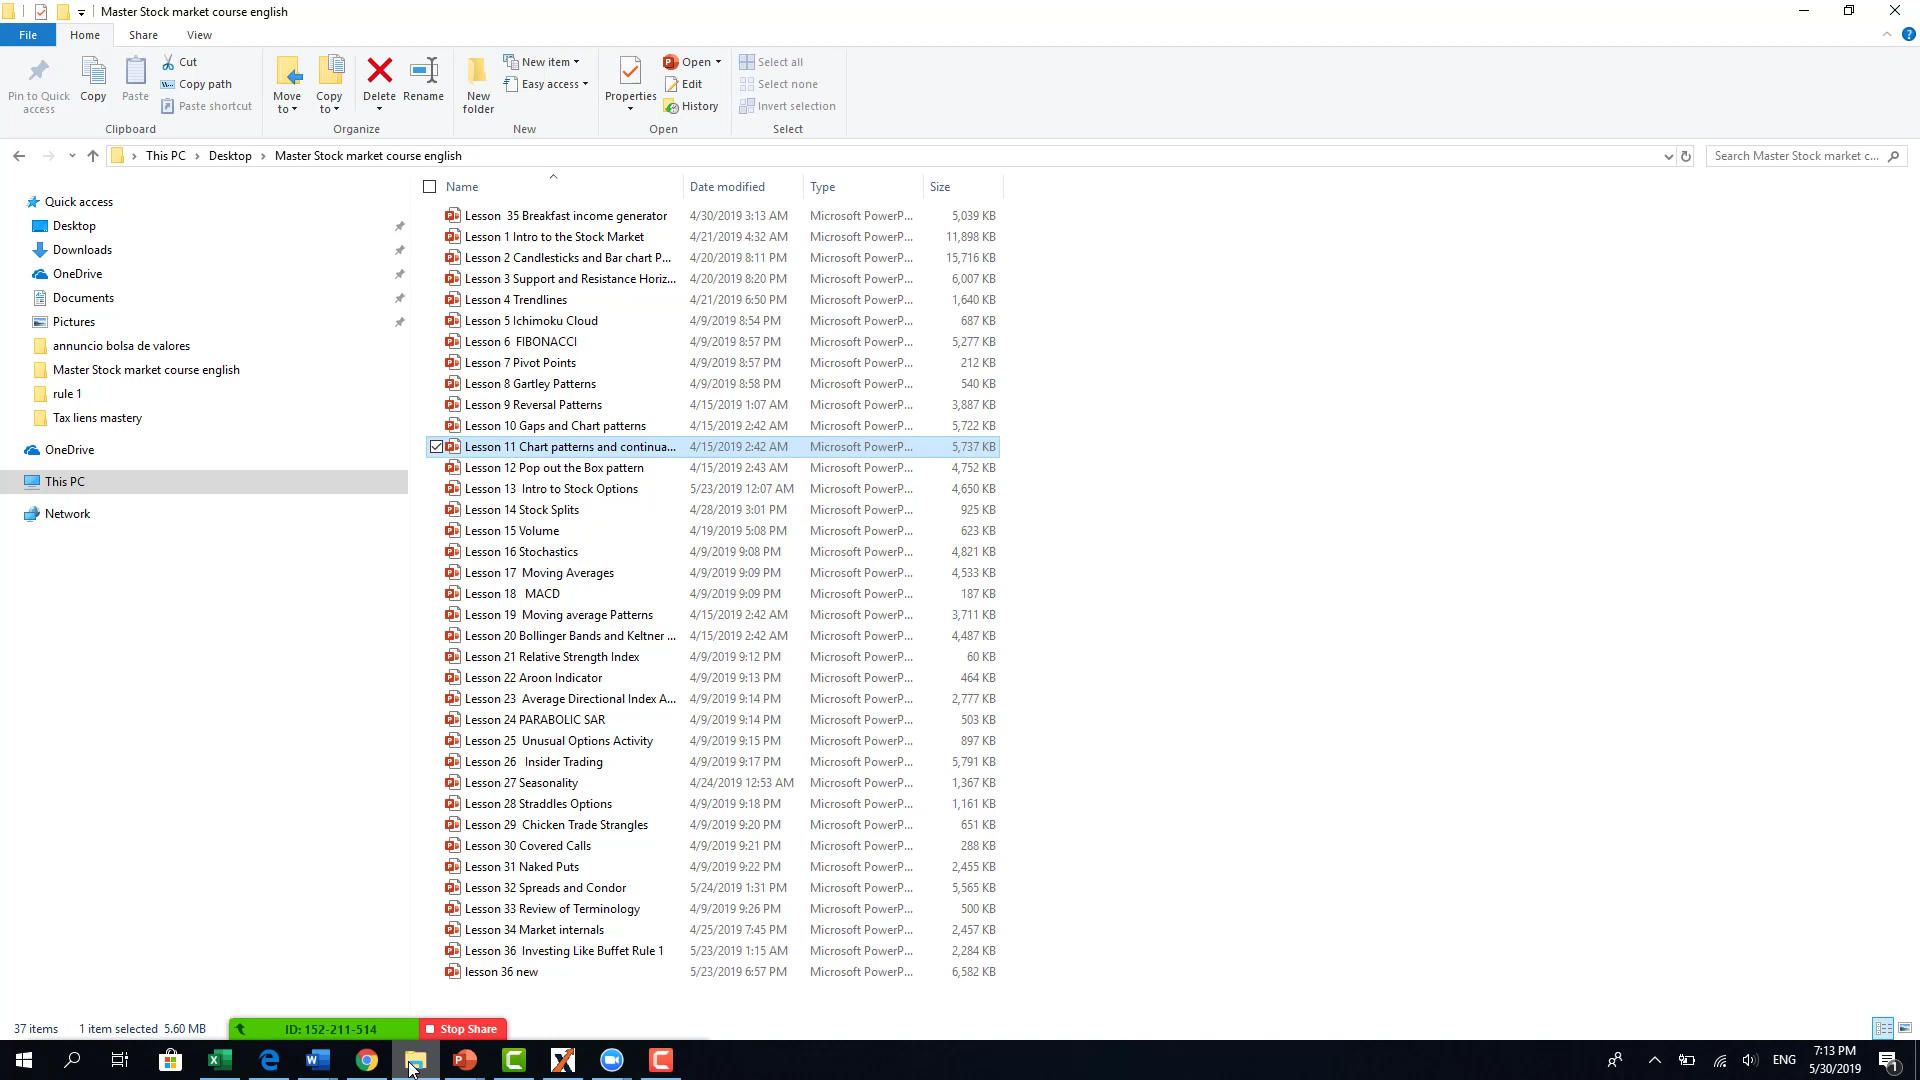 Master Stock market course english
File Home Share View
Pin to Quick access
Copy
Paste
Cut
Copy path
Paste shortcut
Clipboard
Move to
Copy to
Delete
Rename
Organize
New folder
New item
Easy access
New
Properties
Open
Edit
History
Open
Select all
Select none
Invert selection
Select
This PC Desktop Master Stock market course english
Search Master Stock market c...
Quick access
Desktop
Downloads
OneDrive
Documents
Pictures
annuncio bolsa de valores
Master Stock market course english
rule 1
Tax liens mastery
OneDrive
This PC
Network
Name Date modified Type Size
Lesson  35 Breakfast income generator 4/30/2019 3:13 AM Microsoft PowerP... 5,039 KB
Lesson 1 Intro to the Stock Market 4/21/2019 4:32 AM Microsoft PowerP... 11,898 KB
Lesson 2 Candlesticks and Bar chart P... 4/20/2019 8:11 PM Microsoft PowerP... 15,716 KB
Lesson 3 Support and Resistance Horiz... 4/20/2019 8:20 PM Microsoft PowerP... 6,007 KB
Lesson 4 Trendlines 4/21/2019 6:50 PM Microsoft PowerP... 1,640 KB
Lesson 5 Ichimoku Cloud 4/9/2019 8:54 PM Microsoft PowerP... 687 KB
Lesson 6  FIBONACCI 4/9/2019 8:57 PM Microsoft PowerP... 5,277 KB
Lesson 7 Pivot Points 4/9/2019 8:57 PM Microsoft PowerP... 212 KB
Lesson 8 Gartley Patterns 4/9/2019 8:58 PM Microsoft PowerP... 540 KB
Lesson 9 Reversal Patterns 4/15/2019 1:07 AM Microsoft PowerP... 3,887 KB
Lesson 10 Gaps and Chart patterns 4/15/2019 2:42 AM Microsoft PowerP... 5,722 KB
Lesson 11 Chart patterns and continua... 4/15/2019 2:42 AM Microsoft PowerP... 5,737 KB
Lesson 12 Pop out the Box pattern 4/15/2019 2:43 AM Microsoft PowerP... 4,752 KB
Lesson 13  Intro to Stock Options 5/23/2019 12:07 AM Microsoft PowerP... 4,650 KB
Lesson 14 Stock Splits 4/28/2019 3:01 PM Microsoft PowerP... 925 KB
Lesson 15 Volume 4/19/2019 5:08 PM Microsoft PowerP... 623 KB
Lesson 16 Stochastics 4/9/2019 9:08 PM Microsoft PowerP... 4,821 KB
Lesson 17  Moving Averages 4/9/2019 9:09 PM Microsoft PowerP... 4,533 KB
Lesson 18   MACD 4/9/2019 9:09 PM Microsoft PowerP... 187 KB
Lesson 19  Moving average Patterns 4/15/2019 2:42 AM Microsoft PowerP... 3,711 KB
Lesson 20 Bollinger Bands and Keltner ... 4/15/2019 2:42 AM Microsoft PowerP... 4,487 KB
Lesson 21 Relative Strength Index 4/9/2019 9:12 PM Microsoft PowerP... 60 KB
Lesson 22 Aroon Indicator 4/9/2019 9:13 PM Microsoft PowerP... 464 KB
Lesson 23  Average Directional Index A... 4/9/2019 9:14 PM Microsoft PowerP... 2,777 KB
Lesson 24 PARABOLIC SAR 4/9/2019 9:14 PM Microsoft PowerP... 503 KB
Lesson 25  Unusual Options Activity 4/9/2019 9:15 PM Microsoft PowerP... 897 KB
Lesson 26   Insider Trading 4/9/2019 9:17 PM Microsoft PowerP... 5,791 KB
Lesson 27 Seasonality 4/24/2019 12:53 AM Microsoft PowerP... 1,367 KB
Lesson 28 Straddles Options 4/9/2019 9:18 PM Microsoft PowerP... 1,161 KB
Lesson 29  Chicken Trade Strangles 4/9/2019 9:20 PM Microsoft PowerP... 651 KB
Lesson 30 Covered Calls 4/9/2019 9:21 PM Microsoft PowerP... 288 KB
Lesson 31 Naked Puts 4/9/2019 9:22 PM Microsoft PowerP... 2,455 KB
Lesson 32 Spreads and Condor 5/24/2019 1:31 PM Microsoft PowerP... 5,565 KB
Lesson 33 Review of Terminology 4/9/2019 9:26 PM Microsoft PowerP... 500 KB
Lesson 34 Market internals 4/25/2019 7:45 PM Microsoft PowerP... 2,457 KB
Lesson 36  Investing Like Buffet Rule 1 5/23/2019 1:15 AM Microsoft PowerP... 2,284 KB
lesson 36 new 5/23/2019 6:57 PM Microsoft PowerP... 6,582 KB
37 items 1 item selected 5.60 MB
ID: 152-211-514 Stop Share
ENG
7:13 PM
5/30/2019
1